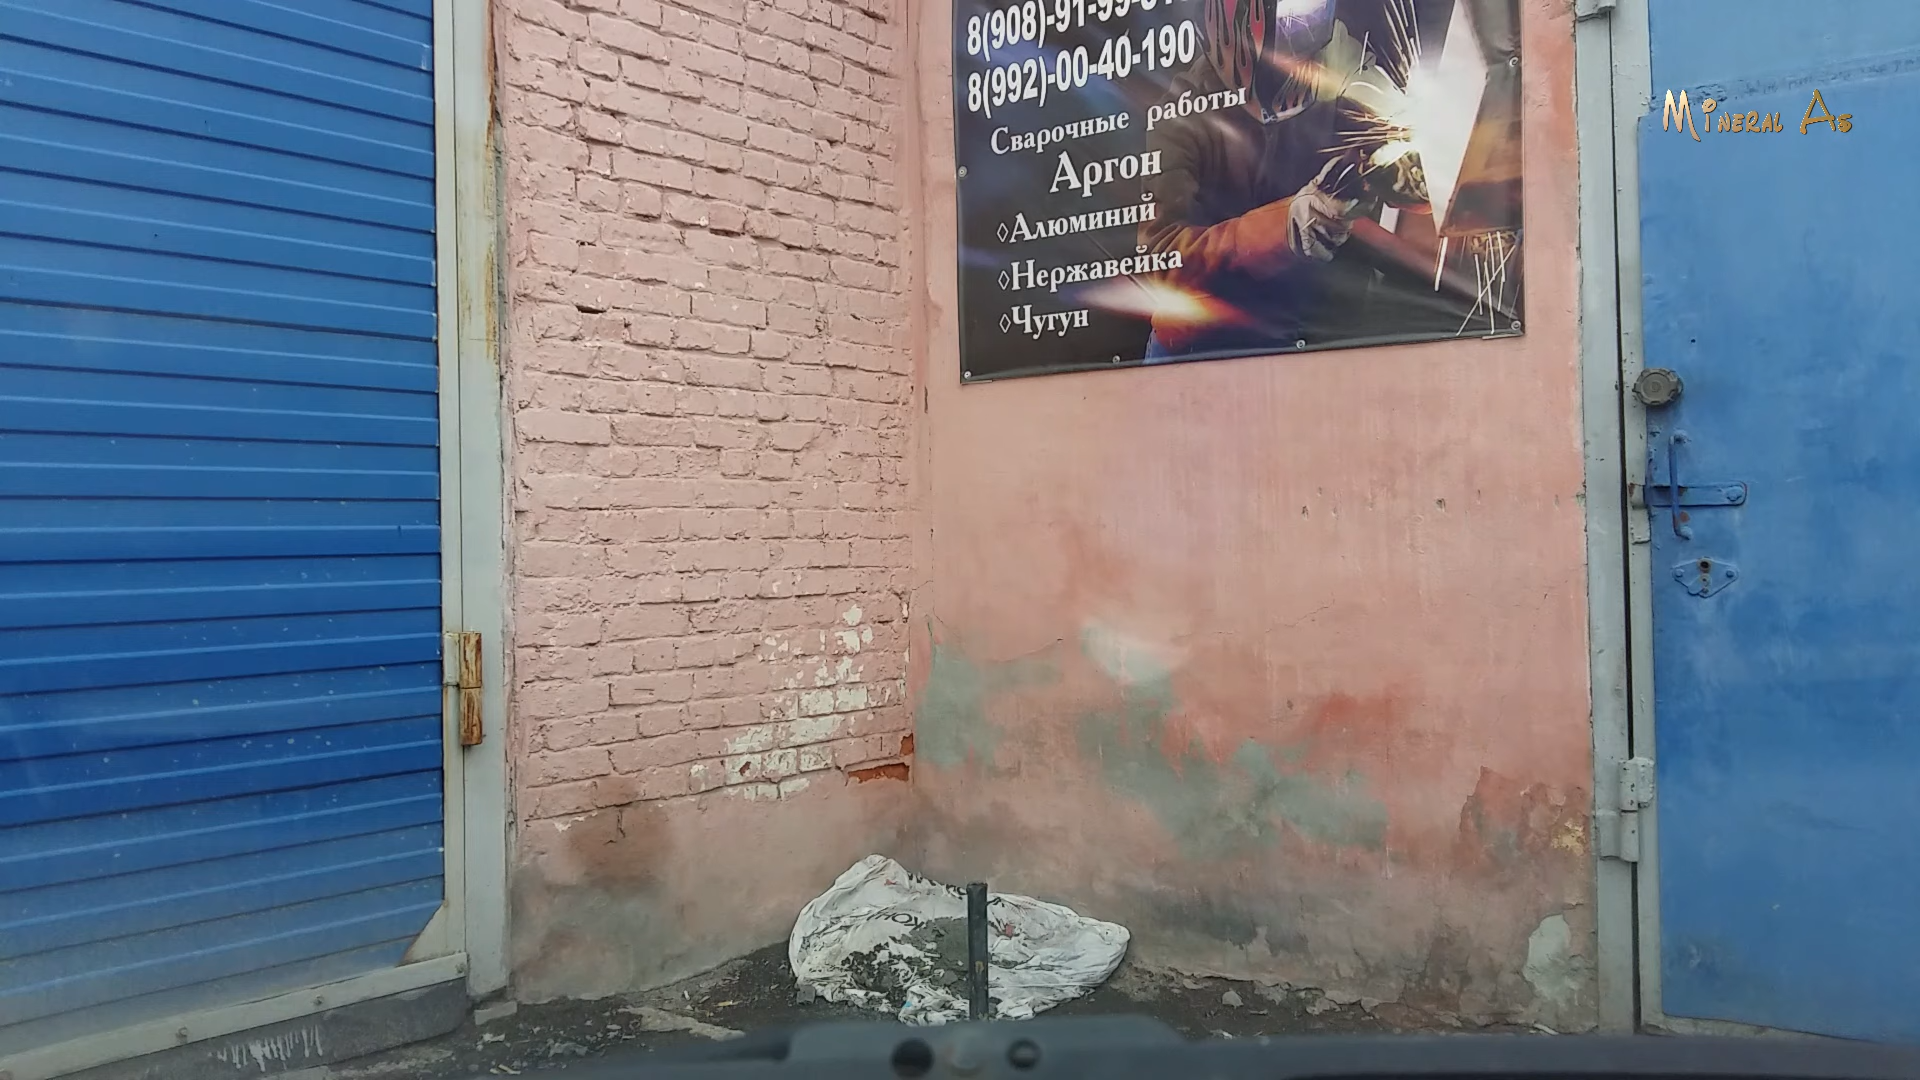 8(992)-00-40-190
Сварочные работы
Аргон
◊Алюминий
◊Нержавейка
◊Чугун
Mineral As